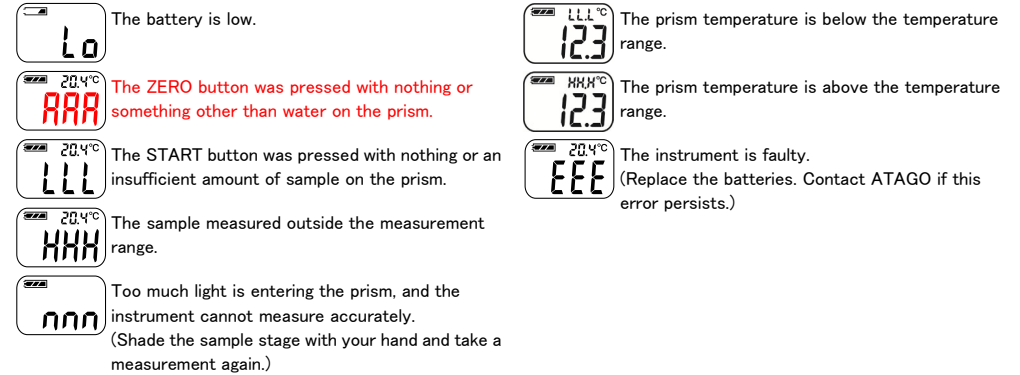 Lo
The battery is low.
20.4°C
AAA
The ZERO button was pressed with nothing or
something other than water on the prism.
20.4°C
LLL
The START button was pressed with nothing or an
insufficient amount of sample on the prism.
20.4°C
HHH
The sample measured outside the measurement
range.
nnn
Too much light is entering the prism, and the
instrument cannot measure accurately.
(Shade the sample stage with your hand and take a
measurement again.)
LL.L°C
12.3
The prism temperature is below the temperature
range.
HH.H°C
12.3
The prism temperature is above the temperature
range.
20.4°C
EEE
The instrument is faulty.
(Replace the batteries. Contact ATAGO if this
error persists.)